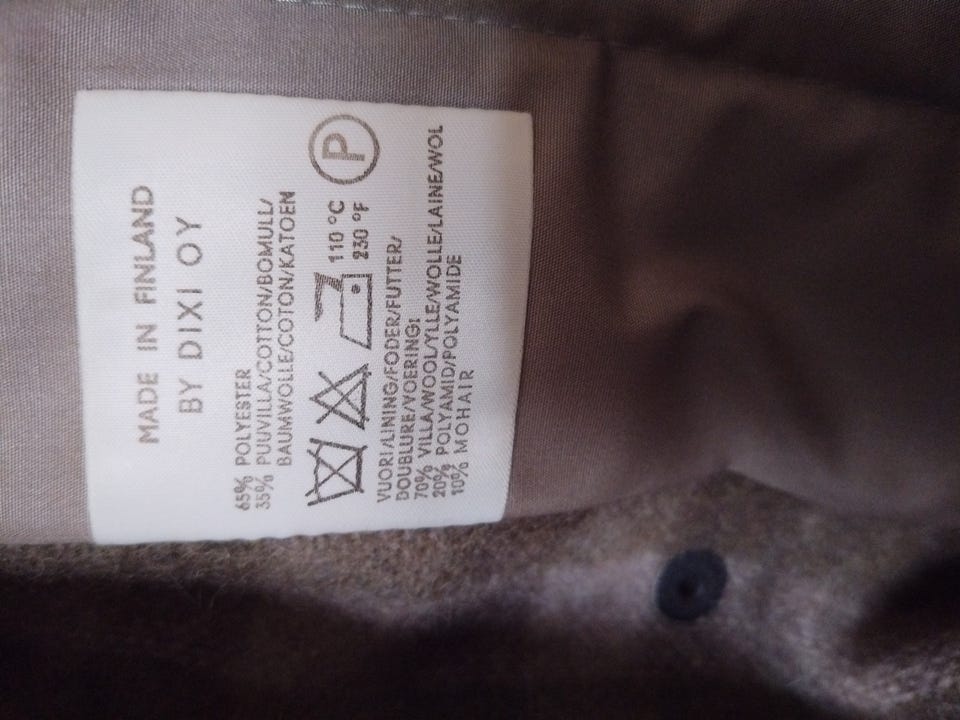 MADE IN FINLAND
BY DIXI OY
65% POLYESTER
35% PUUVILLA/COTTON/BOMULL/
BAUMWOLLE/COTON/KATOEN
110 °C
230 °F
P
VUORI/LINING/FODER/FUTTER/
DOUBLURE/VOERING:
70% VILLA/WOOL/YLLE/WOLLE/LAINE/WOL
20% POLYAMID/POLYAMIDE
10% MOHAIR